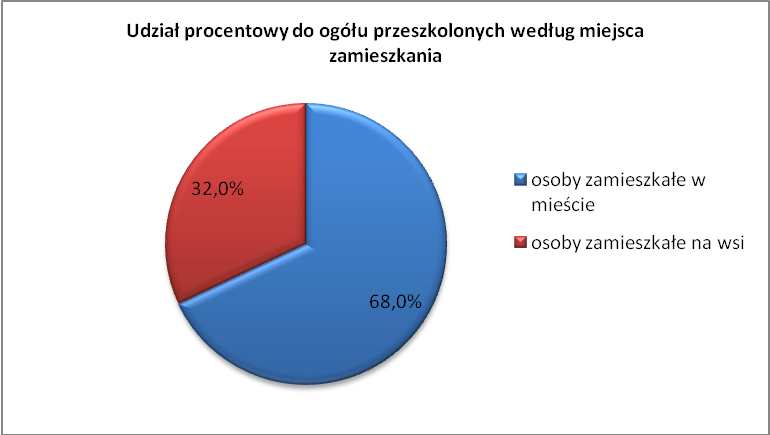 Udział procentowy do ogółu przeszkolonych według miejsca
zamieszkania
32,0%
68,0%
osoby zamieszkałe w
mieście
osoby zamieszkałe na wsi